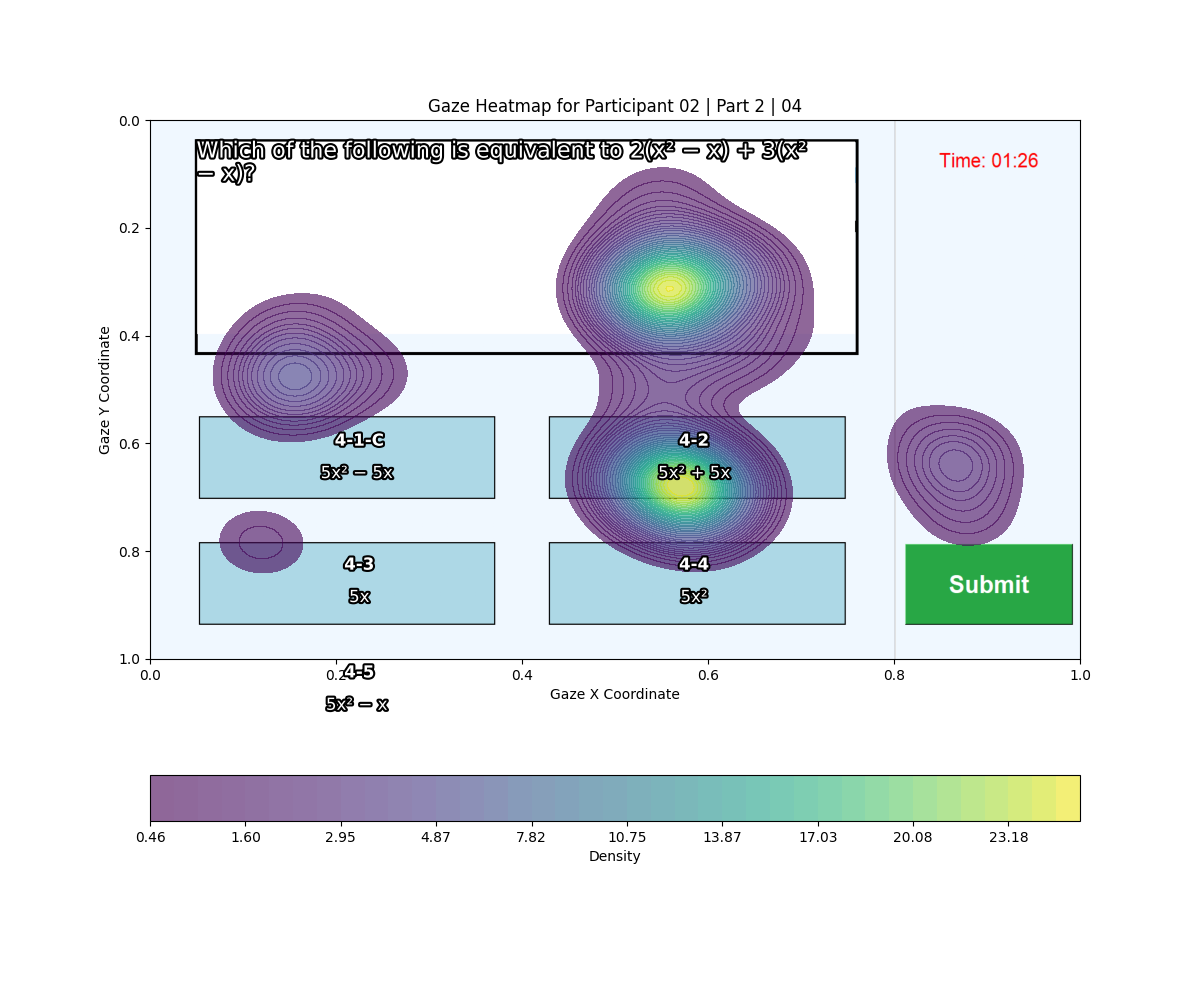 Gaze Heatmap for Participant 02 | Part 2 | 04
Which of the following is equivalent to 2(x² − x) + 3(x²
− x)?
Time: 01:26
0.0
0.2
0.4
0.6
0.8
1.0
Gaze Y Coordinate
4-1-C
5x² − 5x
4-2
5x² + 5x
4-3
5x
4-4
5x²
Submit
4-5
5x² − x
0.0
0.2
0.4
0.6
0.8
1.0
Gaze X Coordinate
0.46
1.60
2.95
4.87
7.82
10.75
13.87
17.03
20.08
23.18
Density